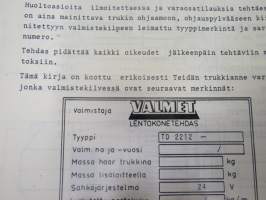 Huoltoasioita ilmoitettaessa ja varaosatilauksia tehtäes
on aina mainittava trukin ohjaamoon, ohjauspylvääseen ki
nitettyyn valmistekilpeen leimattu tyyppimerkintä ja sar
numero."
Tehdas pidättää kaikki oikeudet jälkeenpäin tehtäviin m
toksiin.
Tämä kirja on koottu erikoisesti Teidän trukkianne var
jonka valmistekilvessä ovat seuraavat merkinnät:
Valmistaja VALMET
LENTOKONETEHDAS
Tyyppi TD 2212 –
Valm. no ja -vuosi /
Massa haar trukkina kg
Massa lisälaitteella kg
Sähköjärjestelmä 24 V